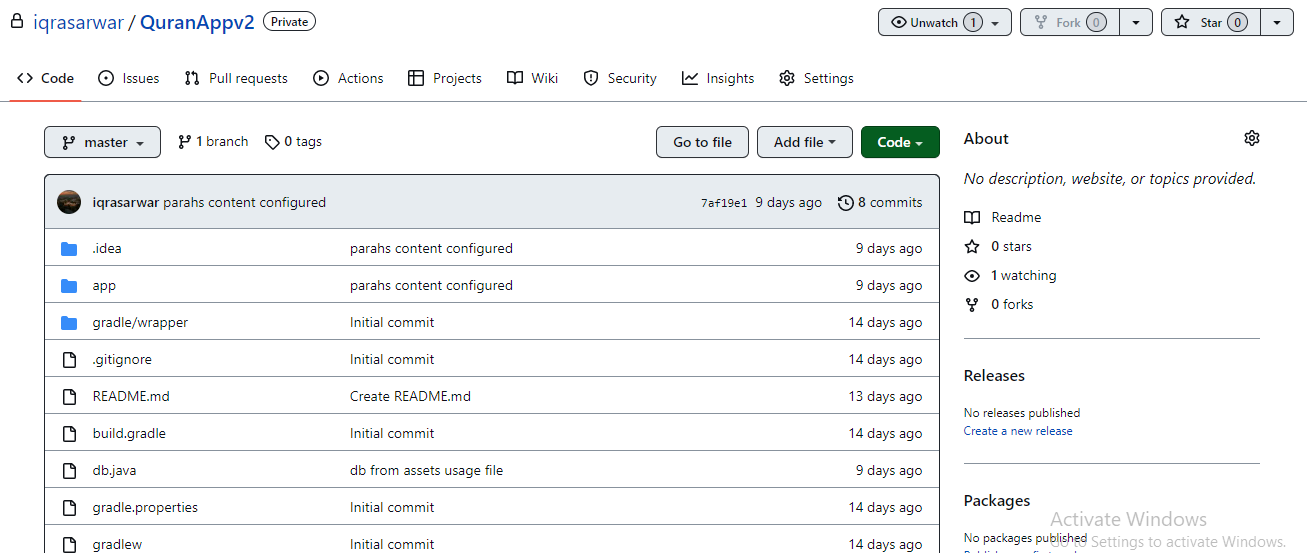 iqrasarwar / QuranAppv2 Private
Unwatch 1 Fork 0 Star 0
Code Issues Pull requests Actions Projects Wiki Security Insights Settings
master 1 branch 0 tags Go to file Add file Code
iqrasarwar parahs content configured 7af19e1 9 days ago 8 commits
.idea parahs content configured 9 days ago
app parahs content configured 9 days ago
gradle/wrapper Initial commit 14 days ago
.gitignore Initial commit 14 days ago
README.md Create README.md 13 days ago
build.gradle Initial commit 14 days ago
db.java db from assets usage file 9 days ago
gradle.properties Initial commit 14 days ago
gradlew Initial commit 14 days ago
About
No description, website, or topics provided.
Readme
0 stars
1 watching
0 forks
Releases
No releases published
Create a new release
Packages
No packages published
Activate Windows
Go to Settings to activate Windows.